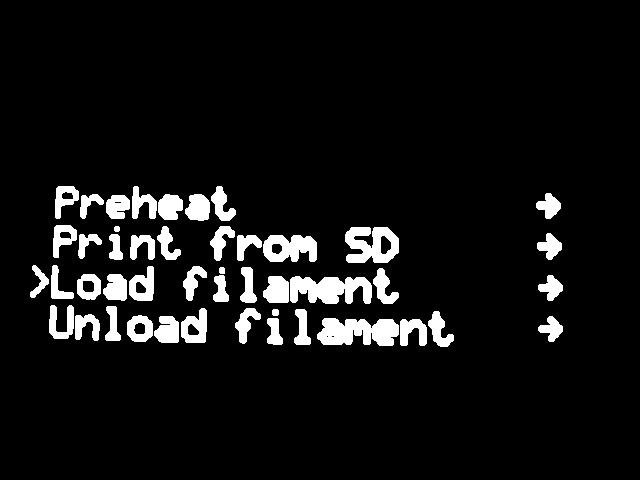 Preheat →
Print from SD →
>Load filament →
Unload filament →